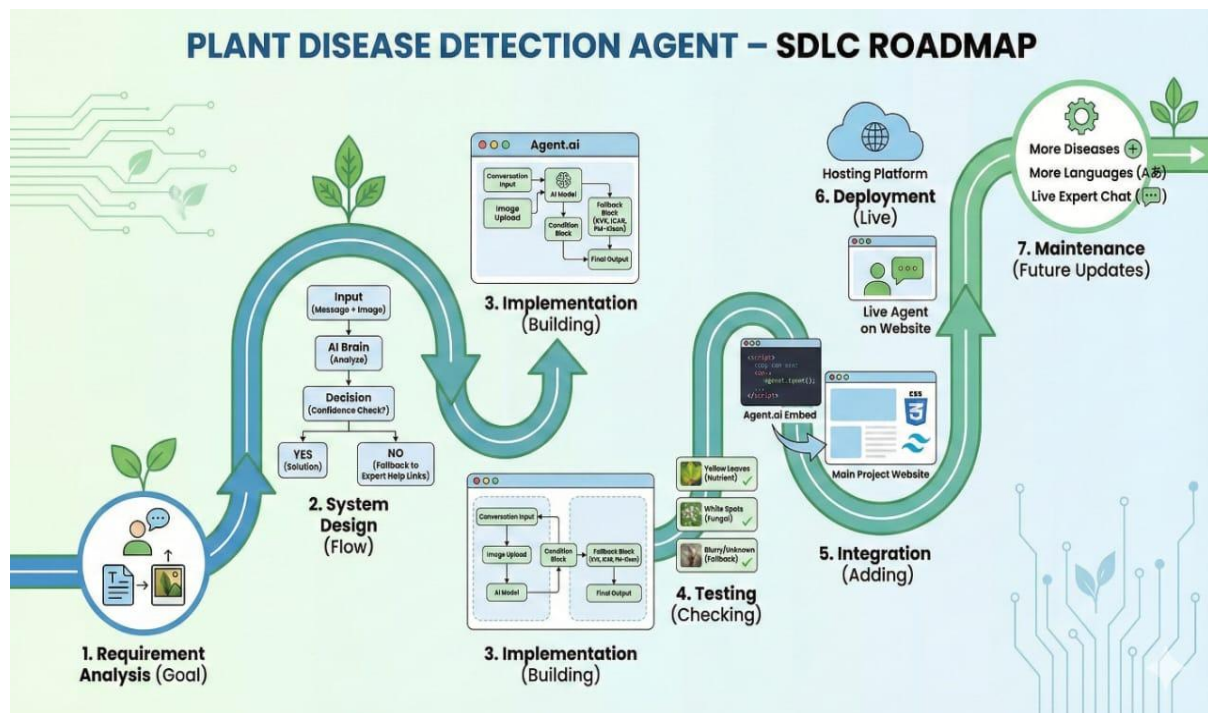 PLANT DISEASE DETECTION AGENT – SDLC ROADMAP
1. Requirement
Analysis (Goal)
Input
(Message + Image)
AI Brain
(Analyze)
Decision
(Confidence Check?)
YES
(Solution)
NO
(Fallback to
Expert Help Links)
2. System
Design
(Flow)
Agent.ai
Conversation
Input
Image
Upload
AI Model
Condition
Block
Fallback
Block
(KVK, ICAR,
PM-Kisan)
Final Output
3. Implementation
(Building)
Conversation Input
Image Upload
AI Model
Condition
Block
Fallback Block
(KVK, ICAR, PM-Kisan)
Final Output
3. Implementation
(Building)
Yellow Leaves
(Nutrient)
White Spots
(Fungal)
Blurry/Unknown
(Fallback)
4. Testing
(Checking)
<script>
</script>
Agent.ai Embed
CSS
3
Main Project Website
5. Integration
(Adding)
Hosting Platform
6. Deployment
(Live)
Live Agent
on Website
More Diseases
More Languages (Aあ)
Live Expert Chat
7. Maintenance
(Future Updates)